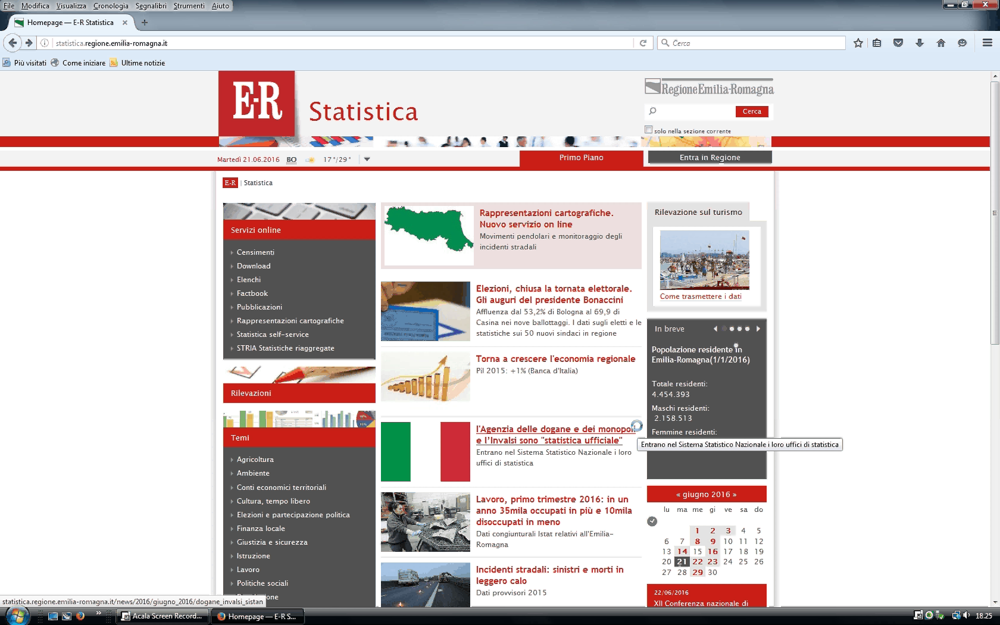 File Modifica Visualizza Cronologia Segnalibri Strumenti Aiuto
Homepage — E-R Statistica
statistica.regione.emilia-romagna.it
Cerca
Più visitati Come iniziare Ultime notizie
E-R
Statistica
RegioneEmilia-Romagna
Cerca
solo nella sezione corrente
Martedì 21.06.2016 BO 17°/29°
Primo Piano
Entra in Regione
E-R | Statistica
Servizi online
Censimenti
Download
Elenchi
Factbook
Pubblicazioni
Rappresentazioni cartografiche
Statistica self-service
STRIA Statistiche riaggregate
Rilevazioni
Temi
Agricoltura
Ambiente
Conti economici territoriali
Cultura, tempo libero
Elezioni e partecipazione politica
Finanza locale
Giustizia e sicurezza
Istruzione
Lavoro
Politiche sociali
Rappresentazioni cartografiche.
Nuovo servizio on line
Movimenti pendolari e monitoraggio degli
incidenti stradali
Elezioni, chiusa la tornata elettorale.
Gli auguri del presidente Bonaccini
Affluenza dal 53,2% di Bologna al 69,9 di
Casina nei nove ballottaggi. I dati sugli eletti e le
statistiche sui 50 nuovi sindaci in regione
Torna a crescere l'economia regionale
Pil 2015: +1% (Banca d'Italia)
l'Agenzia delle dogane e dei monopoli
e l’Invalsi sono "statistica ufficiale"
Entrano nel Sistema Statistico Nazionale i loro
uffici di statistica
Lavoro, primo trimestre 2016: in un
anno 35mila occupati in più e 10mila
disoccupati in meno
Dati congiunturali Istat relativi all'Emilia-
Romagna
Incidenti stradali: sinistri e morti in
leggero calo
Dati provvisori 2015
Rilevazione sul turismo
Come trasmettere i dati
In breve
Popolazione residente in
Emilia-Romagna(1/1/2016)
Totale residenti:
4.454.393
Maschi residenti:
2.158.513
Femmine residenti:
Entrano nel Sistema Statistico Nazionale i loro uffici di statistica
« giugno 2016 »
lu ma me gi ve sa do
1 2 3 4 5
6 7 8 9 10 11 12
13 14 15 16 17 18 19
20 21 22 23 24 25 26
27 28 29 30
22/06/2016
XII Conferenza nazionale di
statistica.regione.emilia-romagna.it/news/2016/giugno_2016/dogane_invalsi_sistan
Acala Screen Record...
Homepage — E-R S...
18.25